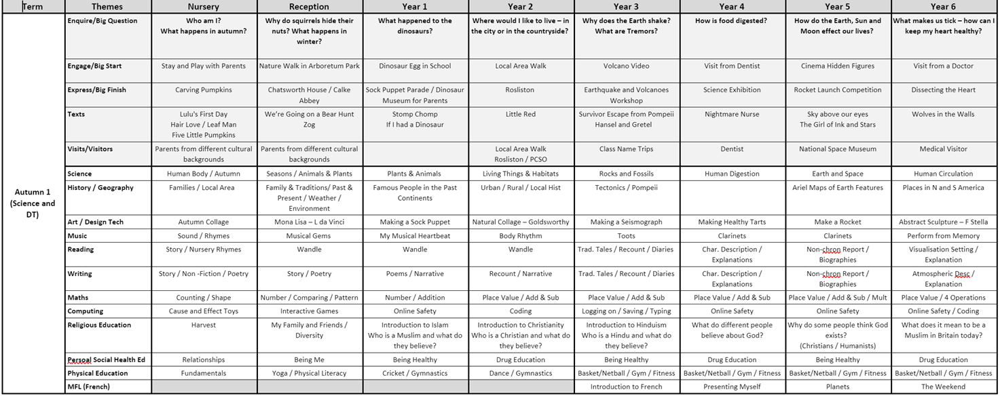 Term
Themes
Nursery
Reception
Year 1
Year 2
Year 3
Year 4
Year 5
Year 6
Autumn 1
(Science and
DT)
Enquire/Big Question
Who am I?
What happens in autumn?
Why do squirrels hide their
nuts? What happens in
winter?
What happened to the
dinosaurs?
Where would I like to live – in
the city or in the countryside?
Why does the Earth shake?
What are Tremors?
How is food digested?
How do the Earth, Sun and
Moon effect our lives?
What makes us tick – how can I
keep my heart healthy?
Engage/Big Start
Stay and Play with Parents
Nature Walk in Arboretum Park
Dinosaur Egg in School
Local Area Walk
Volcano Video
Visit from Dentist
Cinema Hidden Figures
Visit from a Doctor
Express/Big Finish
Carving Pumpkins
Chatsworth House / Calke
Abbey
Sock Puppet Parade / Dinosaur
Museum for Parents
Rosliston
Earthquake and Volcanoes
Workshop
Science Exhibition
Rocket Launch Competition
Dissecting the Heart
Texts
Lulu's First Day
Hair Love / Leaf Man
Five Little Pumpkins
We're Going on a Bear Hunt
Zog
Stomp Chomp
If I had a Dinosaur
Little Red
Survivor Escape from Pompeii
Hansel and Gretel
Nightmare Nurse
Sky above our eyes
The Girl of Ink and Stars
Wolves in the Walls
Visits/Visitors
Parents from different cultural
backgrounds
Parents from different cultural
backgrounds
Local Area Walk
Rosliston / PCSO
Class Name Trips
Dentist
National Space Museum
Medical Visitor
Science
Human Body / Autumn
Seasons / Animals & Plants
Plants & Animals
Living Things & Habitats
Rocks and Fossils
Human Digestion
Earth and Space
Human Circulation
History / Geography
Families / Local Area
Family & Traditions/ Past &
Present / Weather /
Environment
Famous People in the Past
Continents
Urban / Rural / Local Hist
Tectonics / Pompeii
Ariel Maps of Earth Features
Places in N and S America
Art / Design Tech
Autumn Collage
Mona Lisa – L da Vinci
Making a Sock Puppet
Natural Collage – Goldsworthy
Making a Seismograph
Making Healthy Tarts
Make a Rocket
Abstract Sculpture – F Stella
Music
Sound / Rhymes
Musical Gems
My Musical Heartbeat
Body Rhythm
Toots
Clarinets
Clarinets
Perform from Memory
Reading
Story / Nursery Rhymes
Wandle
Wandle
Wandle
Trad. Tales / Recount / Diaries
Char. Description /
Explanations
Non-chron Report /
Biographies
Visualisation Setting /
Explanation
Writing
Story / Non -Fiction / Poetry
Story / Poetry
Poems / Narrative
Recount / Narrative
Trad. Tales / Recount / Diaries
Char. Description /
Explanations
Non-chron Report /
Biographies
Atmospheric Desc /
Explanation
Maths
Counting / Shape
Number / Comparing / Pattern
Number / Addition
Place Value / Add & Sub
Place Value / Add & Sub
Place Value / Add & Sub
Place Value / Add & Sub / Mult
Place Value / 4 Operations
Computing
Cause and Effect Toys
Interactive Games
Online Safety
Coding
Logging on / Saving / Typing
Online Safety
Online Safety
Online Safety / Coding
Religious Education
Harvest
My Family and Friends /
Diversity
Introduction to Islam
Who is a Muslim and what do
they believe?
Introduction to Christianity
Who is a Christian and what do
they believe?
Introduction to Hinduism
Who is a Hindu and what do
they believe?
What do different people
believe about God?
Why do some people think God
exists?
(Christians / Humanists)
What does it mean to be a
Muslim in Britain today?
Persoal Social Health Ed
Relationships
Being Me
Being Healthy
Drug Education
Being Healthy
Drug Education
Being Healthy
Drug Education
Physical Education
Fundamentals
Yoga / Physical Literacy
Cricket / Gymnastics
Dance / Gymnastics
Basket/Netball / Gym / Fitness
Basket/Netball / Gym / Fitness
Basket/Netball / Gym / Fitness
Basket/Netball / Gym / Fitness
MFL (French)
Introduction to French
Presenting Myself
Planets
The Weekend